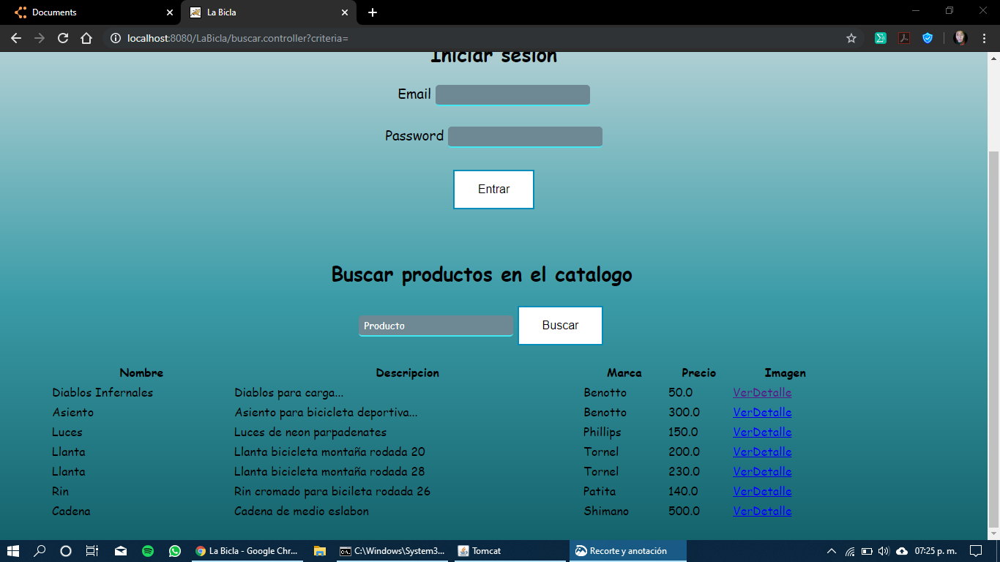 Documents
La Bicla
localhost:8080/LaBicla/buscar.controller?criteria=
Iniciar sesion
Email
Password
Entrar
Buscar productos en el catalogo
Producto Buscar
Nombre Descripcion Marca Precio Imagen
Diablos Infernales Diablos para carga... Benotto 50.0 VerDetalle
Asiento Asiento para bicicleta deportiva... Benotto 300.0 VerDetalle
Luces Luces de neon parpadenates Phillips 150.0 VerDetalle
Llanta Llanta bicicleta montaña rodada 20 Tornel 200.0 VerDetalle
Llanta Llanta bicicleta montaña rodada 28 Tornel 230.0 VerDetalle
Rin Rin cromado para bicileta rodada 26 Patita 140.0 VerDetalle
Cadena Cadena de medio eslabon Shimano 500.0 VerDetalle
La Bicla - Google Chr... C:\Windows\System3... Tomcat Recorte y anotación 07:25 p. m.